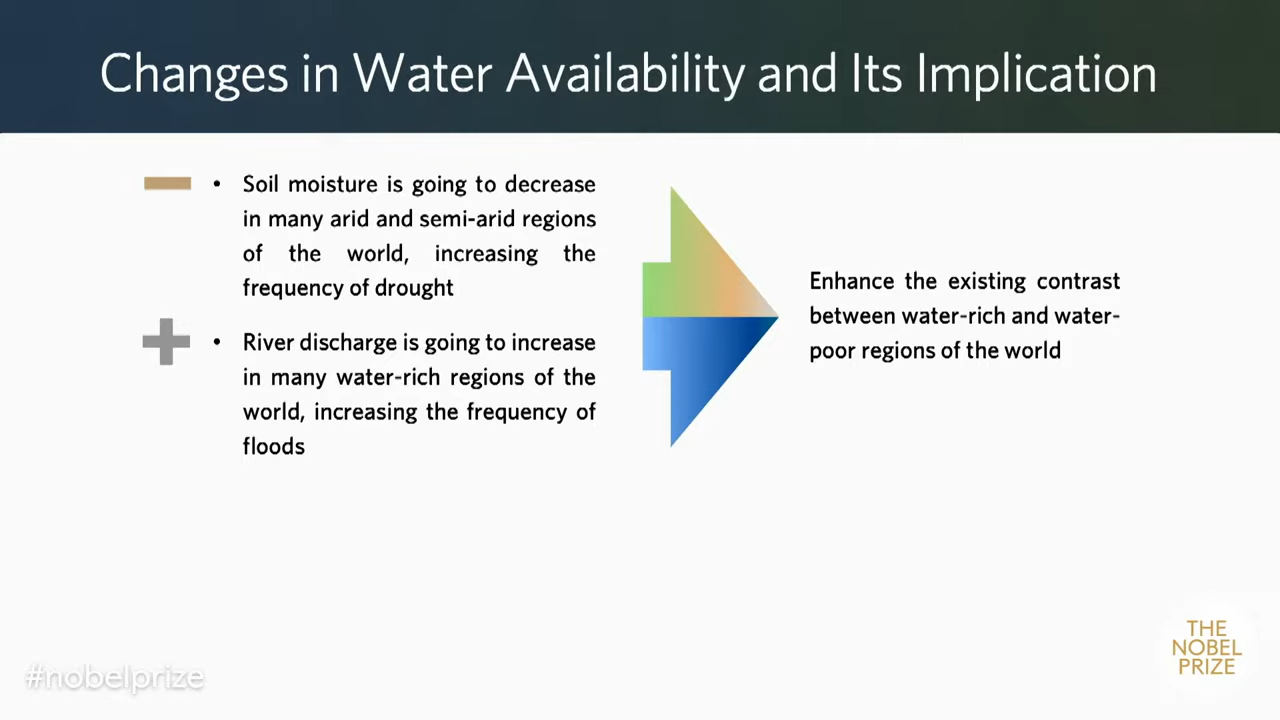 Changes in Water Availability and Its Implication
• Soil moisture is going to decrease
in many arid and semi-arid regions
of the world, increasing the
frequency of drought
• River discharge is going to increase
in many water-rich regions of the
world, increasing the frequency of
floods
Enhance the existing contrast
between water-rich and water-
poor regions of the world
#nobelprize
THE
NOBEL
PRIZE